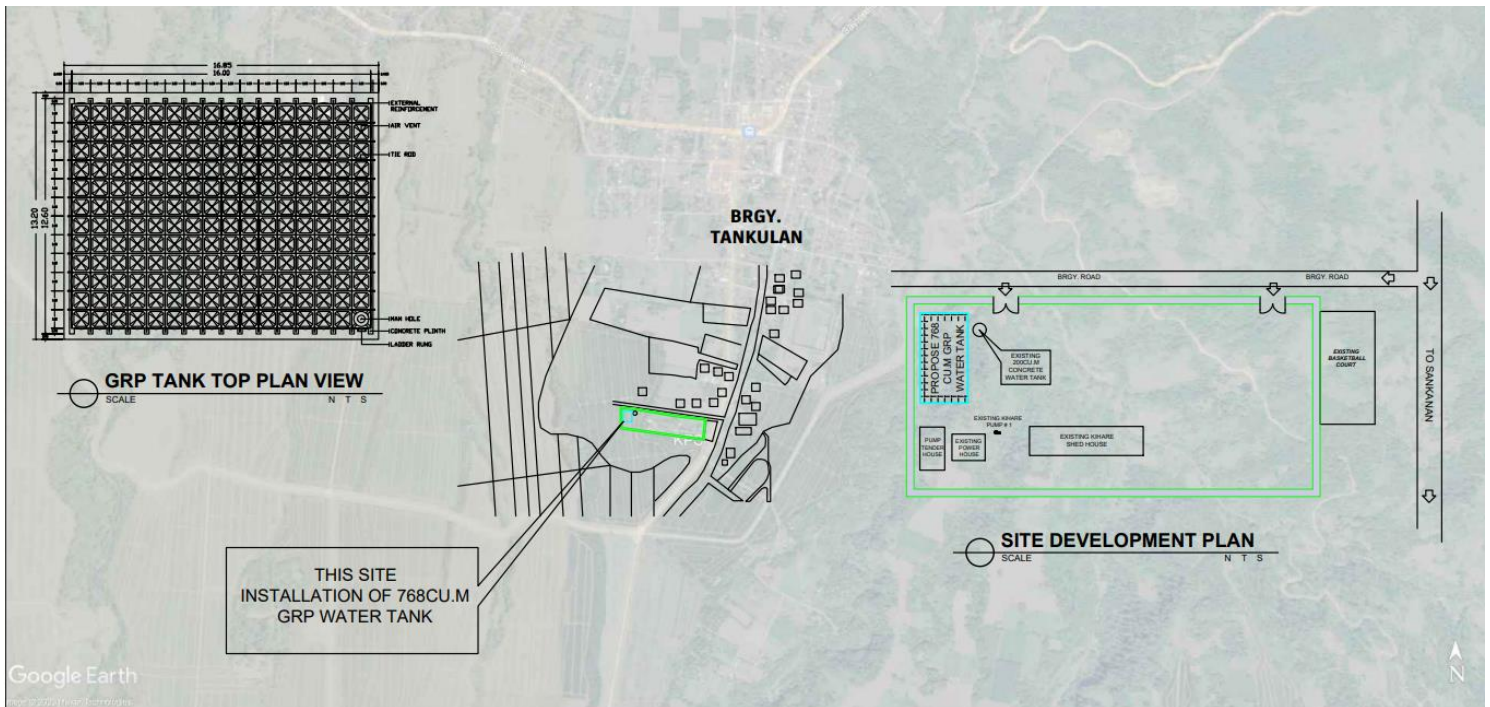 16.85
16.00
13.20
12.60
EXTERNAL
REINFORCEMENT
AIR VENT
TIE ROD
MAN HOLE
CONCRETE PLINTH
LADDER RUNG
GRP TANK TOP PLAN VIEW
SCALE
N T S
BRGY.
TANKULAN
THIS SITE
INSTALLATION OF 768CU.M
GRP WATER TANK
BRGY. ROAD
BRGY. ROAD
PROPOSE 768
CU.M GRP
WATER TANK
EXISTING
200CU.M
CONCRETE
WATER TANK
EXISTING
BASKETBALL
COURT
TO SANKANAN
EXISTING KIHARE
PUMP # 1
PUMP
TENDER
HOUSE
EXISTING
POWER
HOUSE
EXISTING KIHARE
SHED HOUSE
SITE DEVELOPMENT PLAN
SCALE
N T S
Google Earth
N